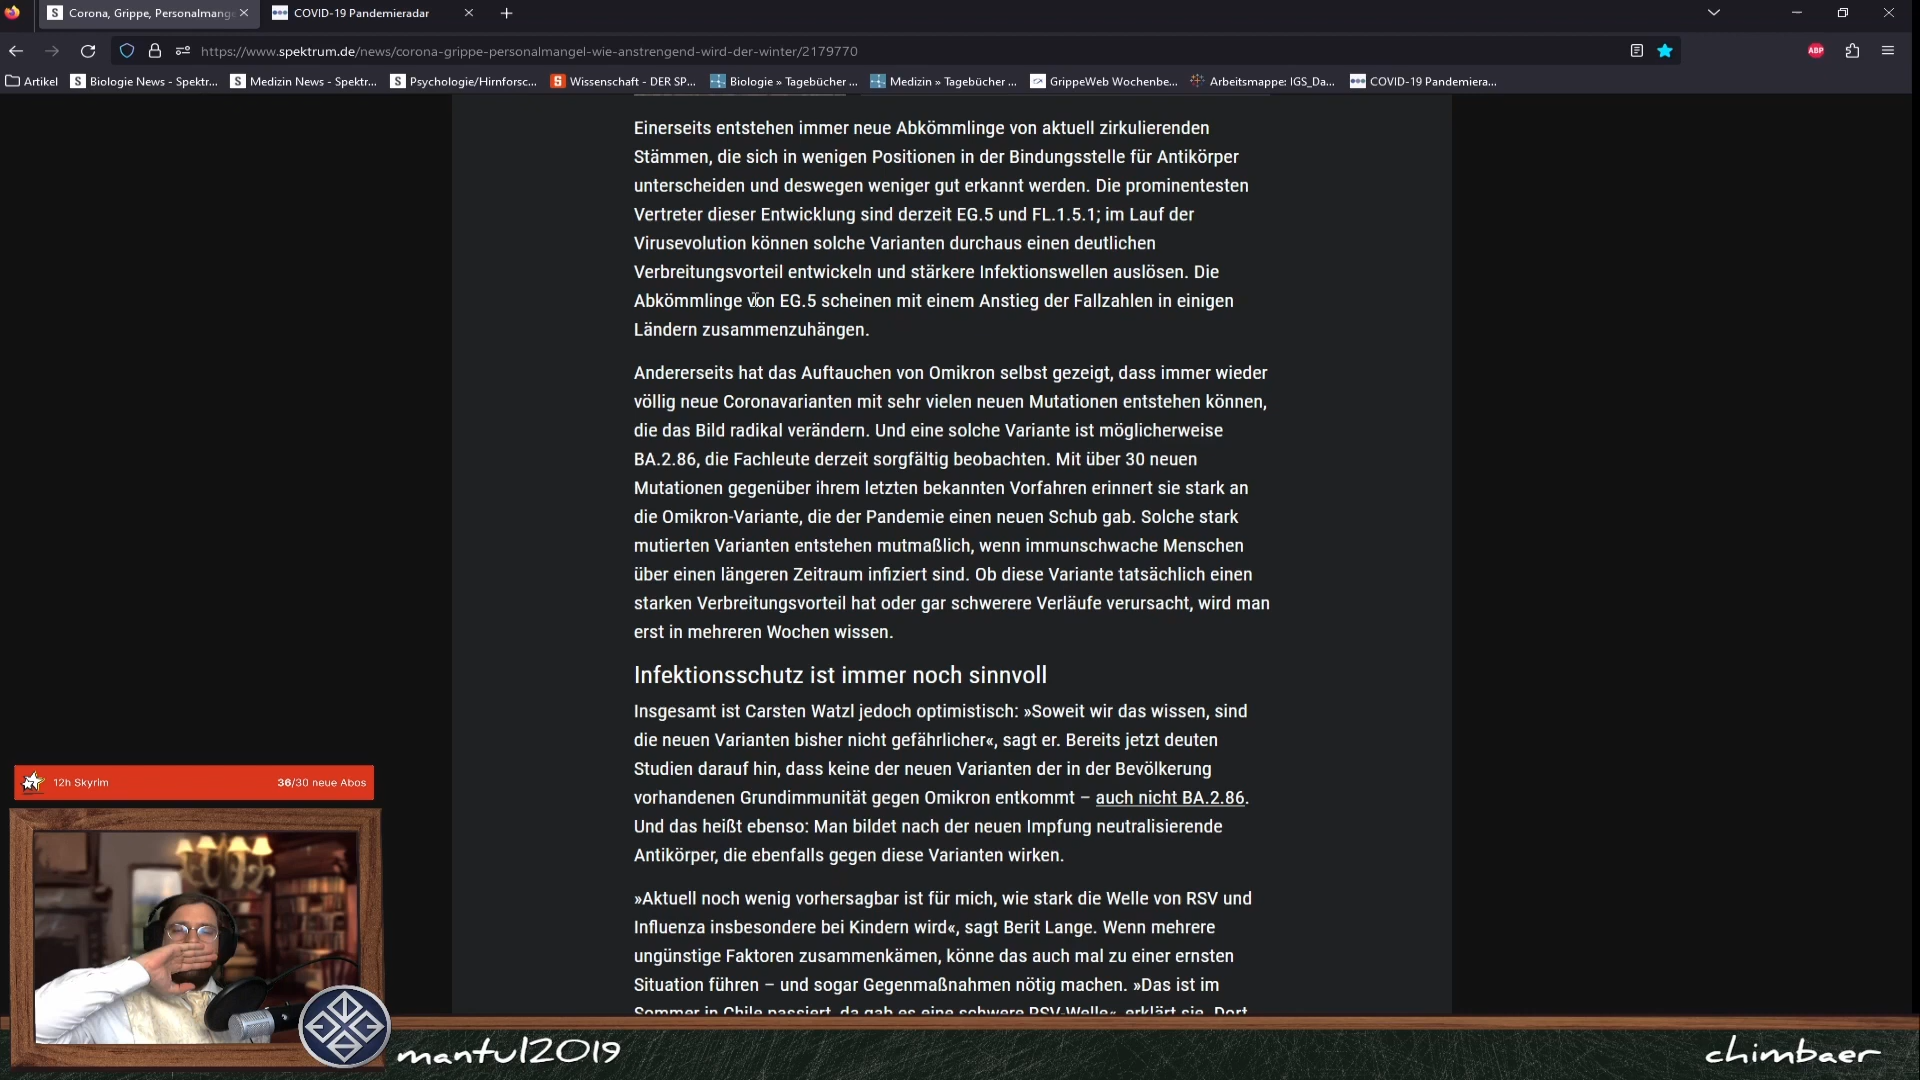 Corona, Grippe, Personalmang
COVID-19 Pandemieradar
https://www.spektrum.de/news/corona-grippe-personalmangel-wie-anstrengend-wird-der-winter/2179770
ABP
Artikel
Biologie News - Spektr...
Medizin News - Spektr...
Psychologie/Hirnforsc...
Wissenschaft - DER SP...
Biologie » Tagebücher ...
Medizin » Tagebücher ...
GrippeWeb Wochenbe...
Arbeitsmappe: IGS_Da...
COVID-19 Pandemiera...
Einerseits entstehen immer neue Abkömmlinge von aktuell zirkulierenden
Stämmen, die sich in wenigen Positionen in der Bindungsstelle für Antikörper
unterscheiden und deswegen weniger gut erkannt werden. Die prominentesten
Vertreter dieser Entwicklung sind derzeit EG.5 und FL.1.5.1; im Lauf der
Virusevolution können solche Varianten durchaus einen deutlichen
Verbreitungsvorteil entwickeln und stärkere Infektionswellen auslösen. Die
Abkömmlinge von EG.5 scheinen mit einem Anstieg der Fallzahlen in einigen
Ländern zusammenzuhängen.
Andererseits hat das Auftauchen von Omikron selbst gezeigt, dass immer wieder
völlig neue Coronavarianten mit sehr vielen neuen Mutationen entstehen können,
die das Bild radikal verändern. Und eine solche Variante ist möglicherweise
BA.2.86, die Fachleute derzeit sorgfältig beobachten. Mit über 30 neuen
Mutationen gegenüber ihrem letzten bekannten Vorfahren erinnert sie stark an
die Omikron-Variante, die der Pandemie einen neuen Schub gab. Solche stark
mutierten Varianten entstehen mutmaßlich, wenn immunschwache Menschen
über einen längeren Zeitraum infiziert sind. Ob diese Variante tatsächlich einen
starken Verbreitungsvorteil hat oder gar schwerere Verläufe verursacht, wird man
erst in mehreren Wochen wissen.
Infektionsschutz ist immer noch sinnvoll
Insgesamt ist Carsten Watzl jedoch optimistisch: »Soweit wir das wissen, sind
die neuen Varianten bisher nicht gefährlicher«, sagt er. Bereits jetzt deuten
Studien darauf hin, dass keine der neuen Varianten der in der Bevölkerung
vorhandenen Grundimmunität gegen Omikron entkommt – auch nicht BA.2.86.
Und das heißt ebenso: Man bildet nach der neuen Impfung neutralisierende
Antikörper, die ebenfalls gegen diese Varianten wirken.
»Aktuell noch wenig vorhersagbar ist für mich, wie stark die Welle von RSV und
Influenza insbesondere bei Kindern wird«, sagt Berit Lange. Wenn mehrere
ungünstige Faktoren zusammenkämen, könne das auch mal zu einer ernsten
Situation führen – und sogar Gegenmaßnahmen nötig machen. »Das ist im
Sommer in Chile passiert, da gab es eine schwere RSV-Welle«, erklärt sie. Dort
12h Skyrim
36/30 neue Abos
mantul2019
chimbaer